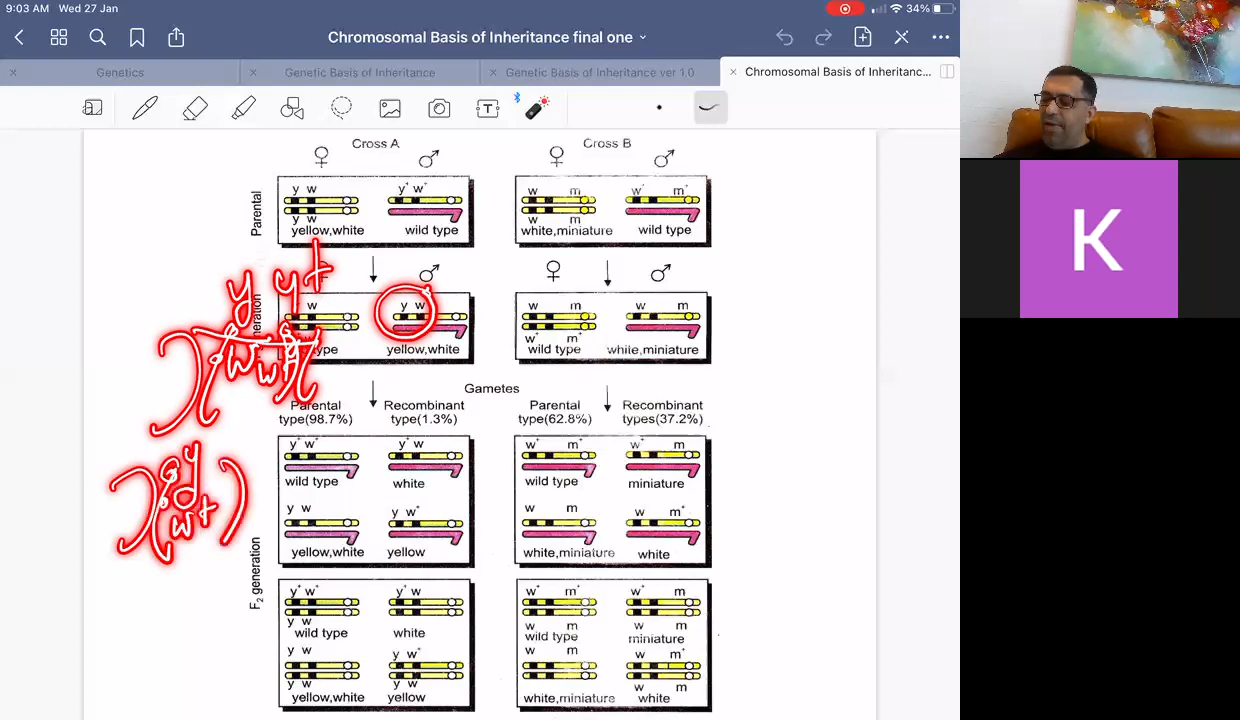 9:03 AM Wed 27 Jan
34%
Chromosomal Basis of Inheritance final one
Genetics
Genetic Basis of Inheritance
Genetic Basis of Inheritance ver 1.0
Chromosomal Basis of Inheritanc...
Cross A
Cross B
♀ ♂
♀ ♂
Parental
y w
y w
yellow,white
y+ w+
wild type
w m
w m
white,miniature
w+ m+
wild type
♂
♀ ♂
w
type
y w
yellow,white
w m
w+ m+
wild type
w m
white,miniature
y y+
Gametes
Parental
type(98.7%)
Recombinant
type(1.3%)
Parental
type(62.8%)
Recombinant
types(37.2%)
y+ w+
wild type
y+ w
white
w+ m+
wild type
w+ m
miniature
y w
yellow,white
y w+
yellow
w m
white,miniature
w m+
white
F2 generation
y+ w+
y w
wild type
y+ w
white
w+ m+
w m
wild type
w+ m
w m
miniature
y w
y w
yellow,white
y w+
y w
yellow
w m
white,miniature
w m+
w m
white
y
w+
K